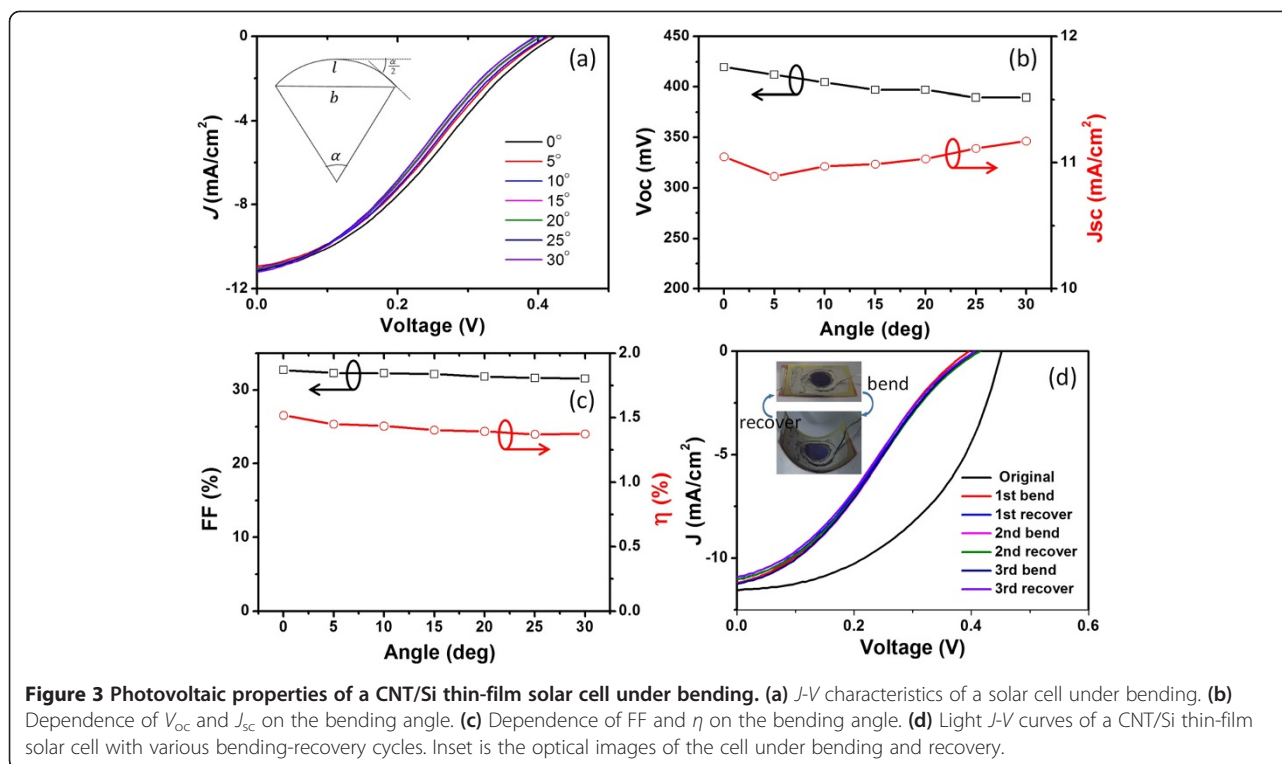 (a)
0
-4
-8
-12
J (mA/cm²)
0.0 0.2 0.4
Voltage (V)
l
b
α
α/2
0°
5°
10°
15°
20°
25°
30°
(b)
450
400
350
300
250
200
Voc (mV)
12
11
10
Jsc (mA/cm²)
0 5 10 15 20 25 30
Angle (deg)
(c)
30
20
10
0
FF (%)
2.0
1.5
1.0
0.5
0.0
η (%)
0 5 10 15 20 25 30
Angle (deg)
(d)
0
-5
-10
J (mA/cm²)
0.0 0.2 0.4 0.6
Voltage (V)
bend
recover
Original
1st bend
1st recover
2nd bend
2nd recover
3rd bend
3rd recover
Figure 3 Photovoltaic properties of a CNT/Si thin-film solar cell under bending. (a) J-V characteristics of a solar cell under bending. (b)
Dependence of Voc and Jsc on the bending angle. (c) Dependence of FF and η on the bending angle. (d) Light J-V curves of a CNT/Si thin-film
solar cell with various bending-recovery cycles. Inset is the optical images of the cell under bending and recovery.